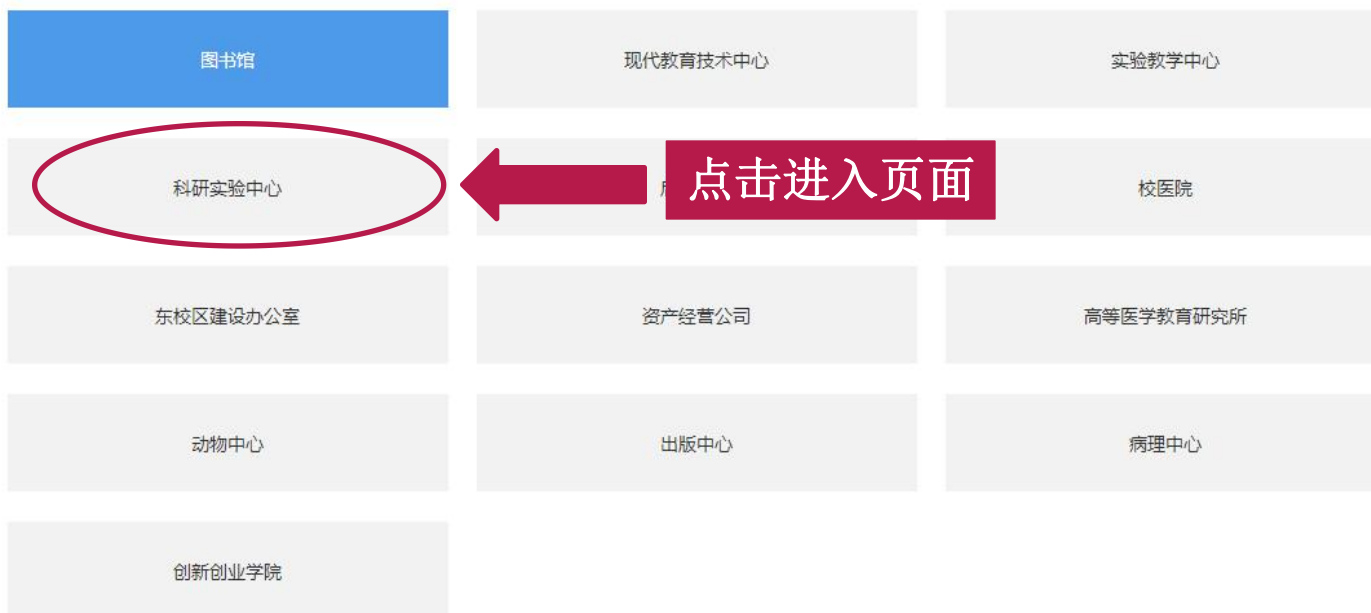 图书馆
现代教育技术中心
实验教学中心
科研实验中心
点击进入页面
校医院
东校区建设办公室
资产经营公司
高等医学教育研究所
动物中心
出版中心
病理中心
创新创业学院